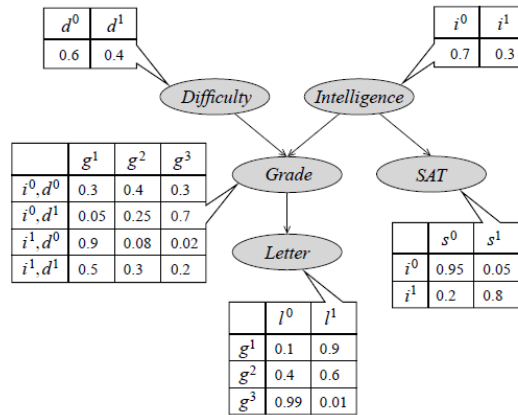 d⁰ d¹
0.6 0.4
i⁰ i¹
0.7 0.3
Difficulty
Intelligence
g¹ g² g³
i⁰,d⁰ 0.3 0.4 0.3
i⁰,d¹ 0.05 0.25 0.7
i¹,d⁰ 0.9 0.08 0.02
i¹,d¹ 0.5 0.3 0.2
Grade
SAT
s⁰ s¹
i⁰ 0.95 0.05
i¹ 0.2 0.8
Letter
l⁰ l¹
g¹ 0.1 0.9
g² 0.4 0.6
g³ 0.99 0.01